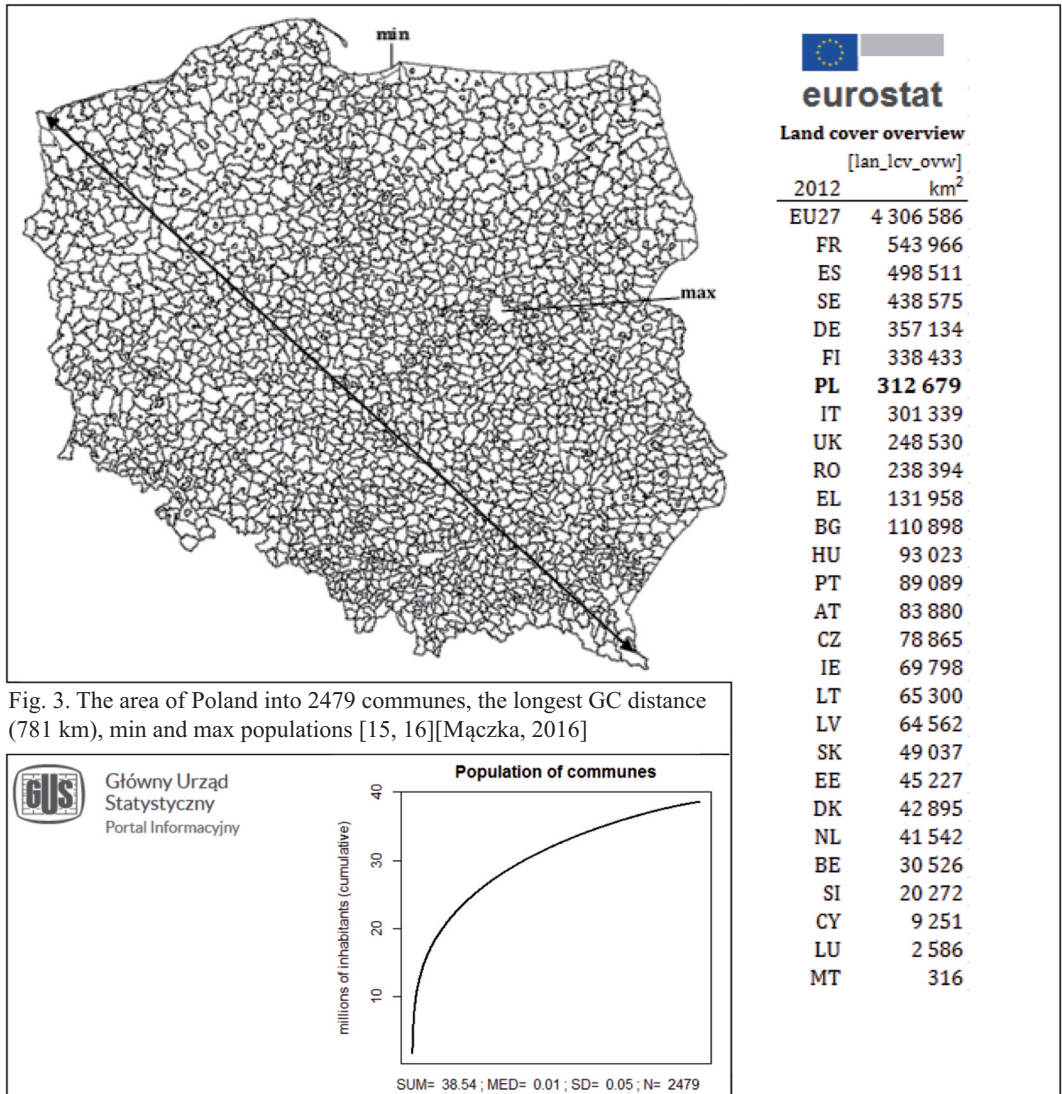 min
max
Fig. 3. The area of Poland into 2479 communes, the longest GC distance
(781 km), min and max populations [15, 16][Mączka, 2016]
GUS
Główny Urząd
Statystyczny
Portal Informacyjny
Population of communes
millions of inhabitants (cumulative)
40
30
20
10
SUM= 38.54 ; MED= 0.01 ; SD= 0.05 ; N= 2479
eurostat
Land cover overview
[lan_lcv_ovw]
2012 km²
EU27 4 306 586
FR 543 966
ES 498 511
SE 438 575
DE 357 134
FI 338 433
PL 312 679
IT 301 339
UK 248 530
RO 238 394
EL 131 958
BG 110 898
HU 93 023
PT 89 089
AT 83 880
CZ 78 865
IE 69 798
LT 65 300
LV 64 562
SK 49 037
EE 45 227
DK 42 895
NL 41 542
BE 30 526
SI 20 272
CY 9 251
LU 2 586
MT 316